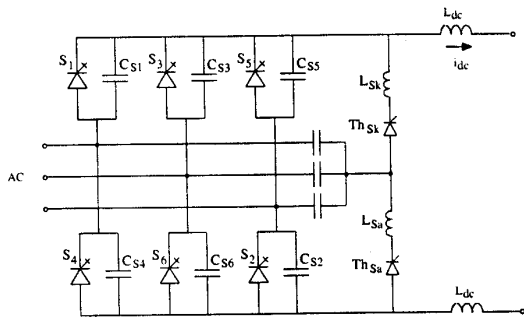 L_dc
i_dc
S_1
C_S1
S_3
C_S3
S_5
C_S5
L_Sk
Th_Sk
AC
L_Sa
Th_Sa
S_4
C_S4
S_6
C_S6
S_2
C_S2
L_dc